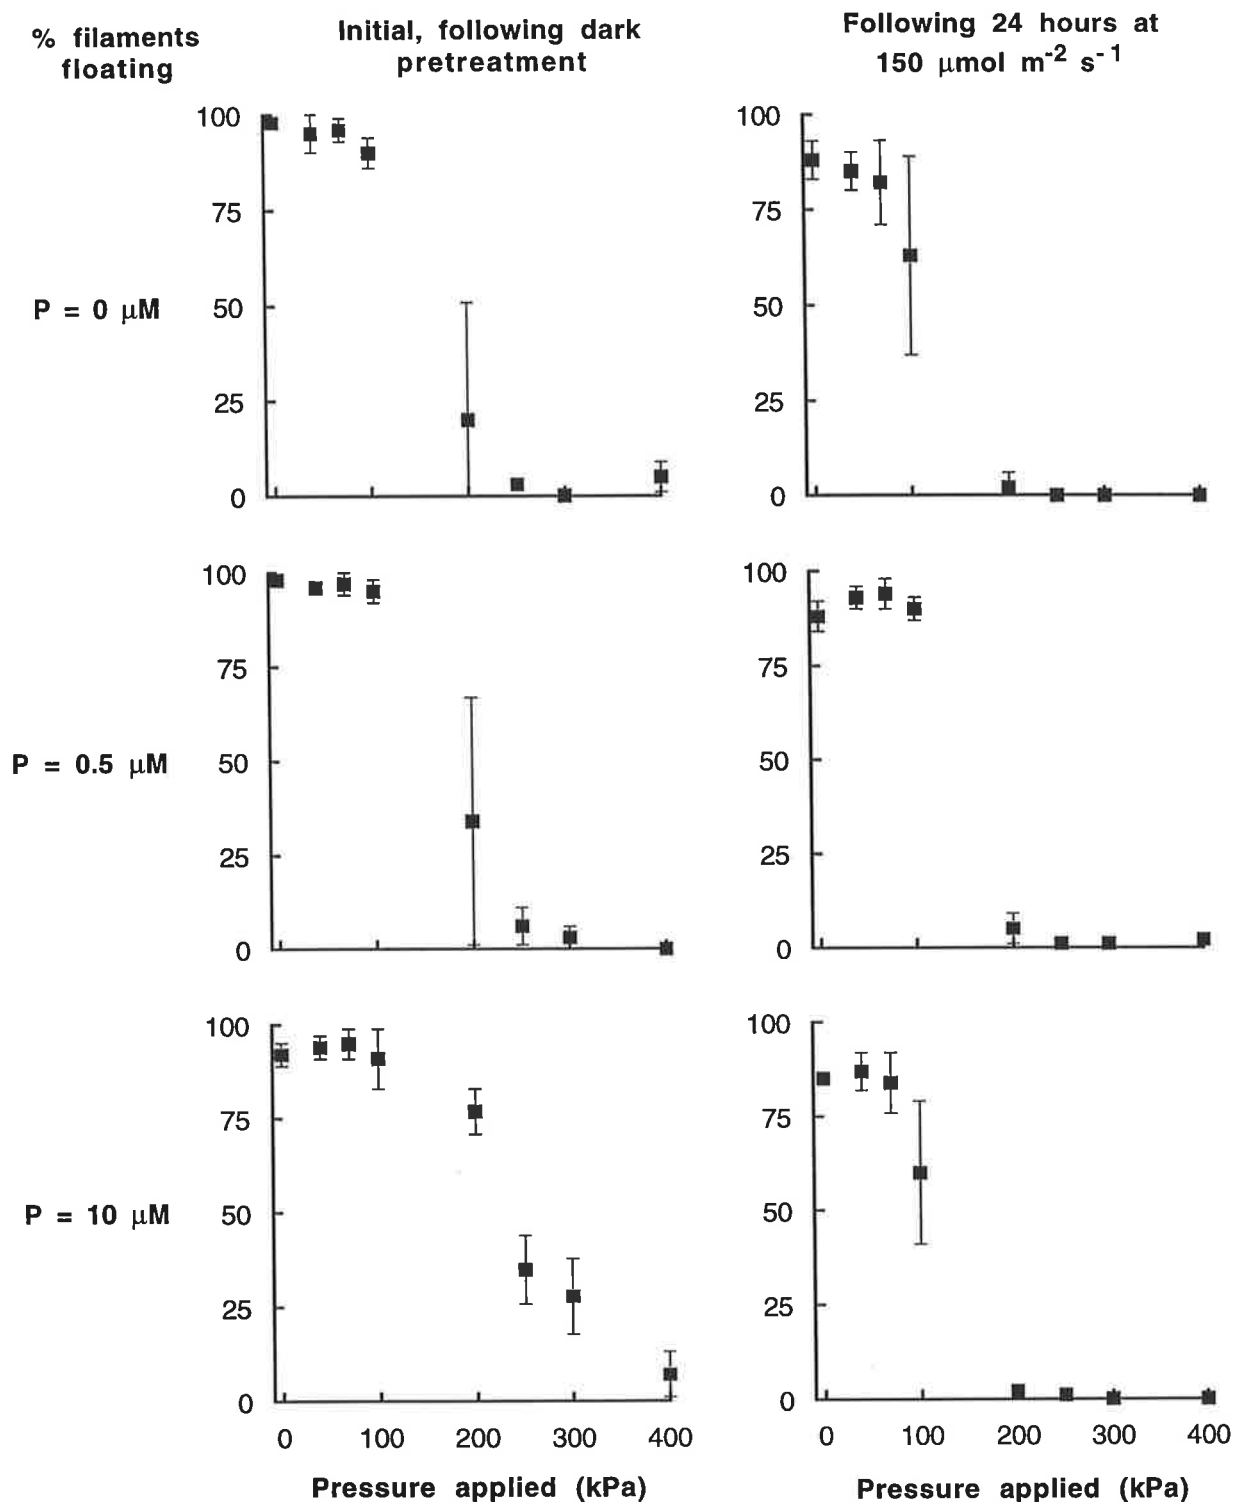 % filaments
floating
Initial, following dark
pretreatment
Following 24 hours at
150 μmol m⁻² s⁻¹
P = 0 μM
100
75
50
25
0
100
75
50
25
0
P = 0.5 μM
100
75
50
25
0
100
75
50
25
0
P = 10 μM
100
75
50
25
0
0 100 200 300 400
Pressure applied (kPa)
100
75
50
25
0
0 100 200 300 400
Pressure applied (kPa)